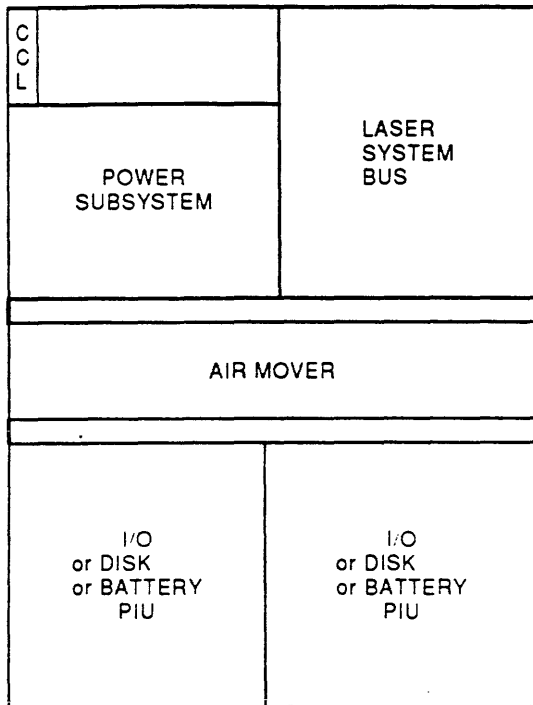 C
C
L
LASER
SYSTEM
BUS
POWER
SUBSYSTEM
AIR MOVER
I/O
or DISK
or BATTERY
PIU
I/O
or DISK
or BATTERY
PIU